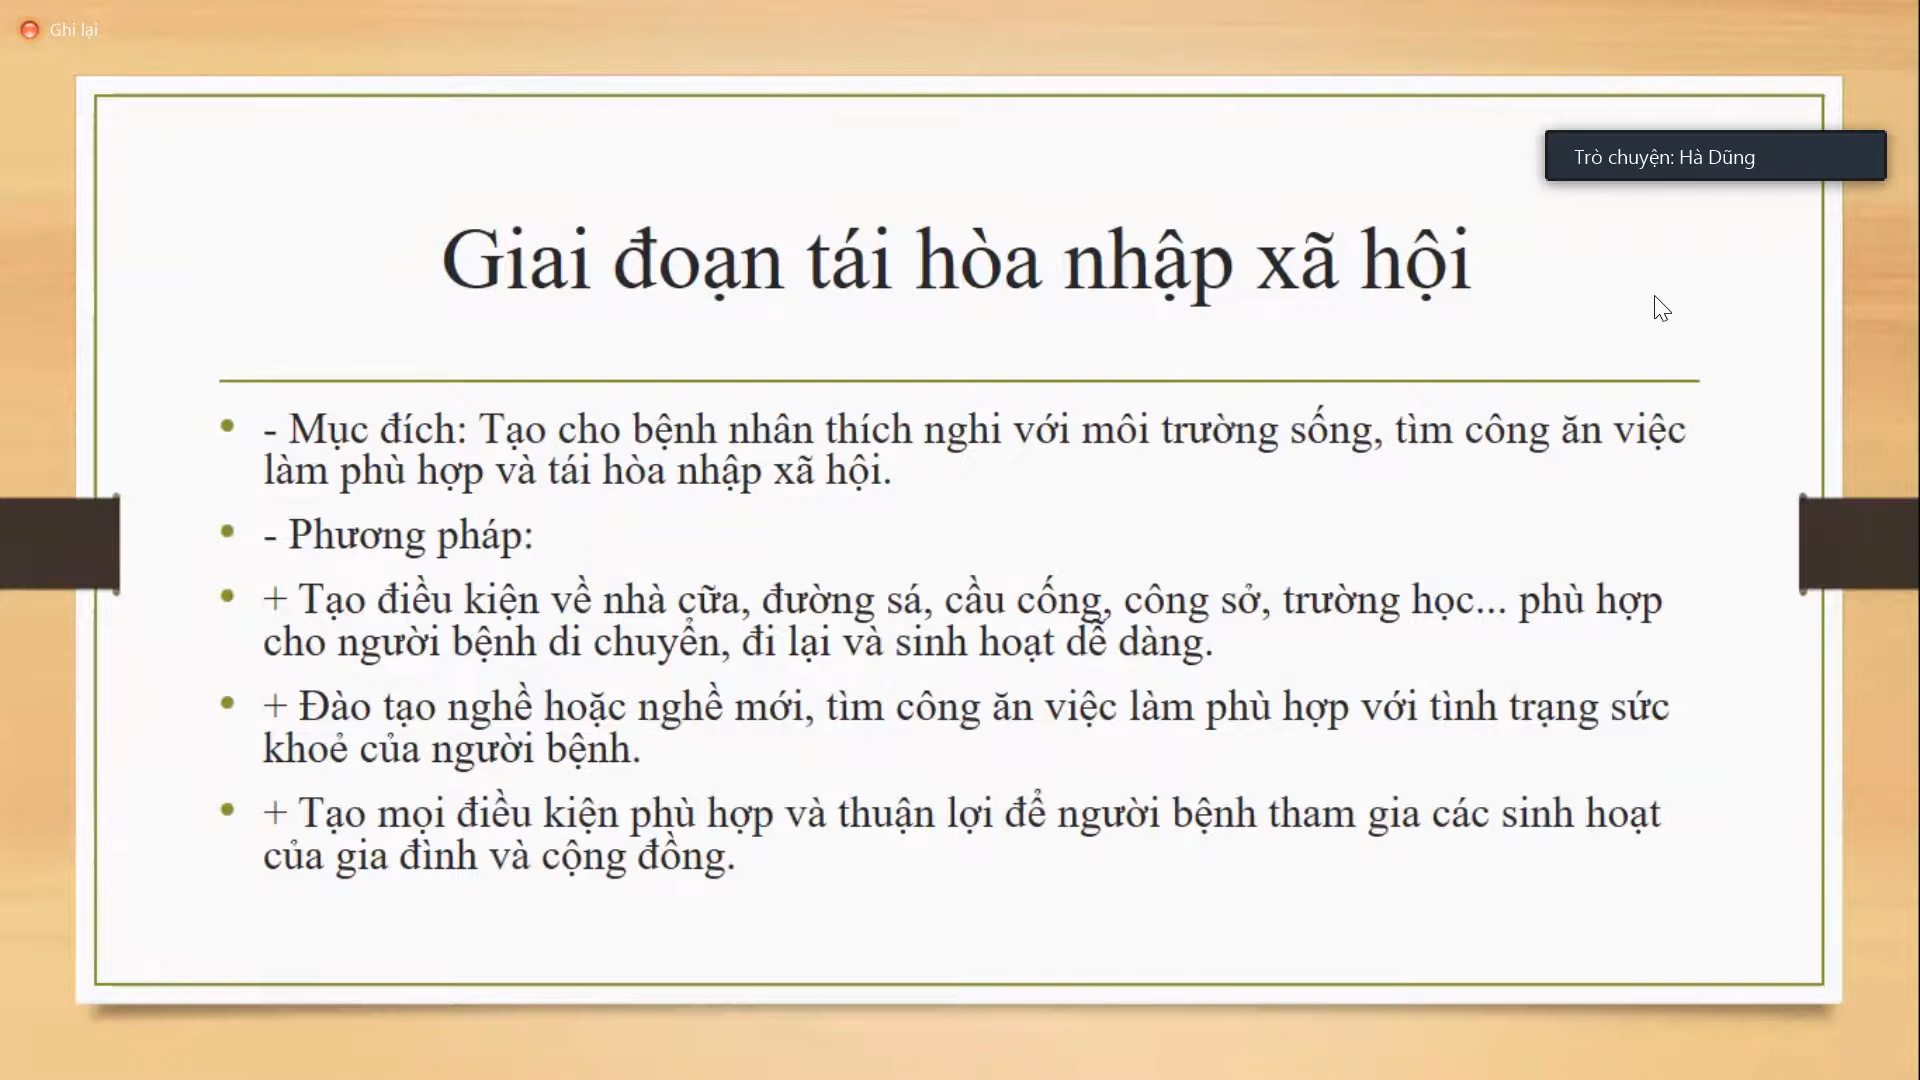 Ghi lại
Trò chuyện: Hà Dũng
Giai đoạn tái hòa nhập xã hội
- Mục đích: Tạo cho bệnh nhân thích nghi với môi trường sống, tìm công ăn việc
làm phù hợp và tái hòa nhập xã hội.
- Phương pháp:
+ Tạo điều kiện về nhà cữa, đường sá, cầu cống, công sở, trường học... phù hợp
cho người bệnh di chuyển, đi lại và sinh hoạt dễ dàng.
+ Đào tạo nghề hoặc nghề mới, tìm công ăn việc làm phù hợp với tình trạng sức
khoẻ của người bệnh.
+ Tạo mọi điều kiện phù hợp và thuận lợi để người bệnh tham gia các sinh hoạt
của gia đình và cộng đồng.